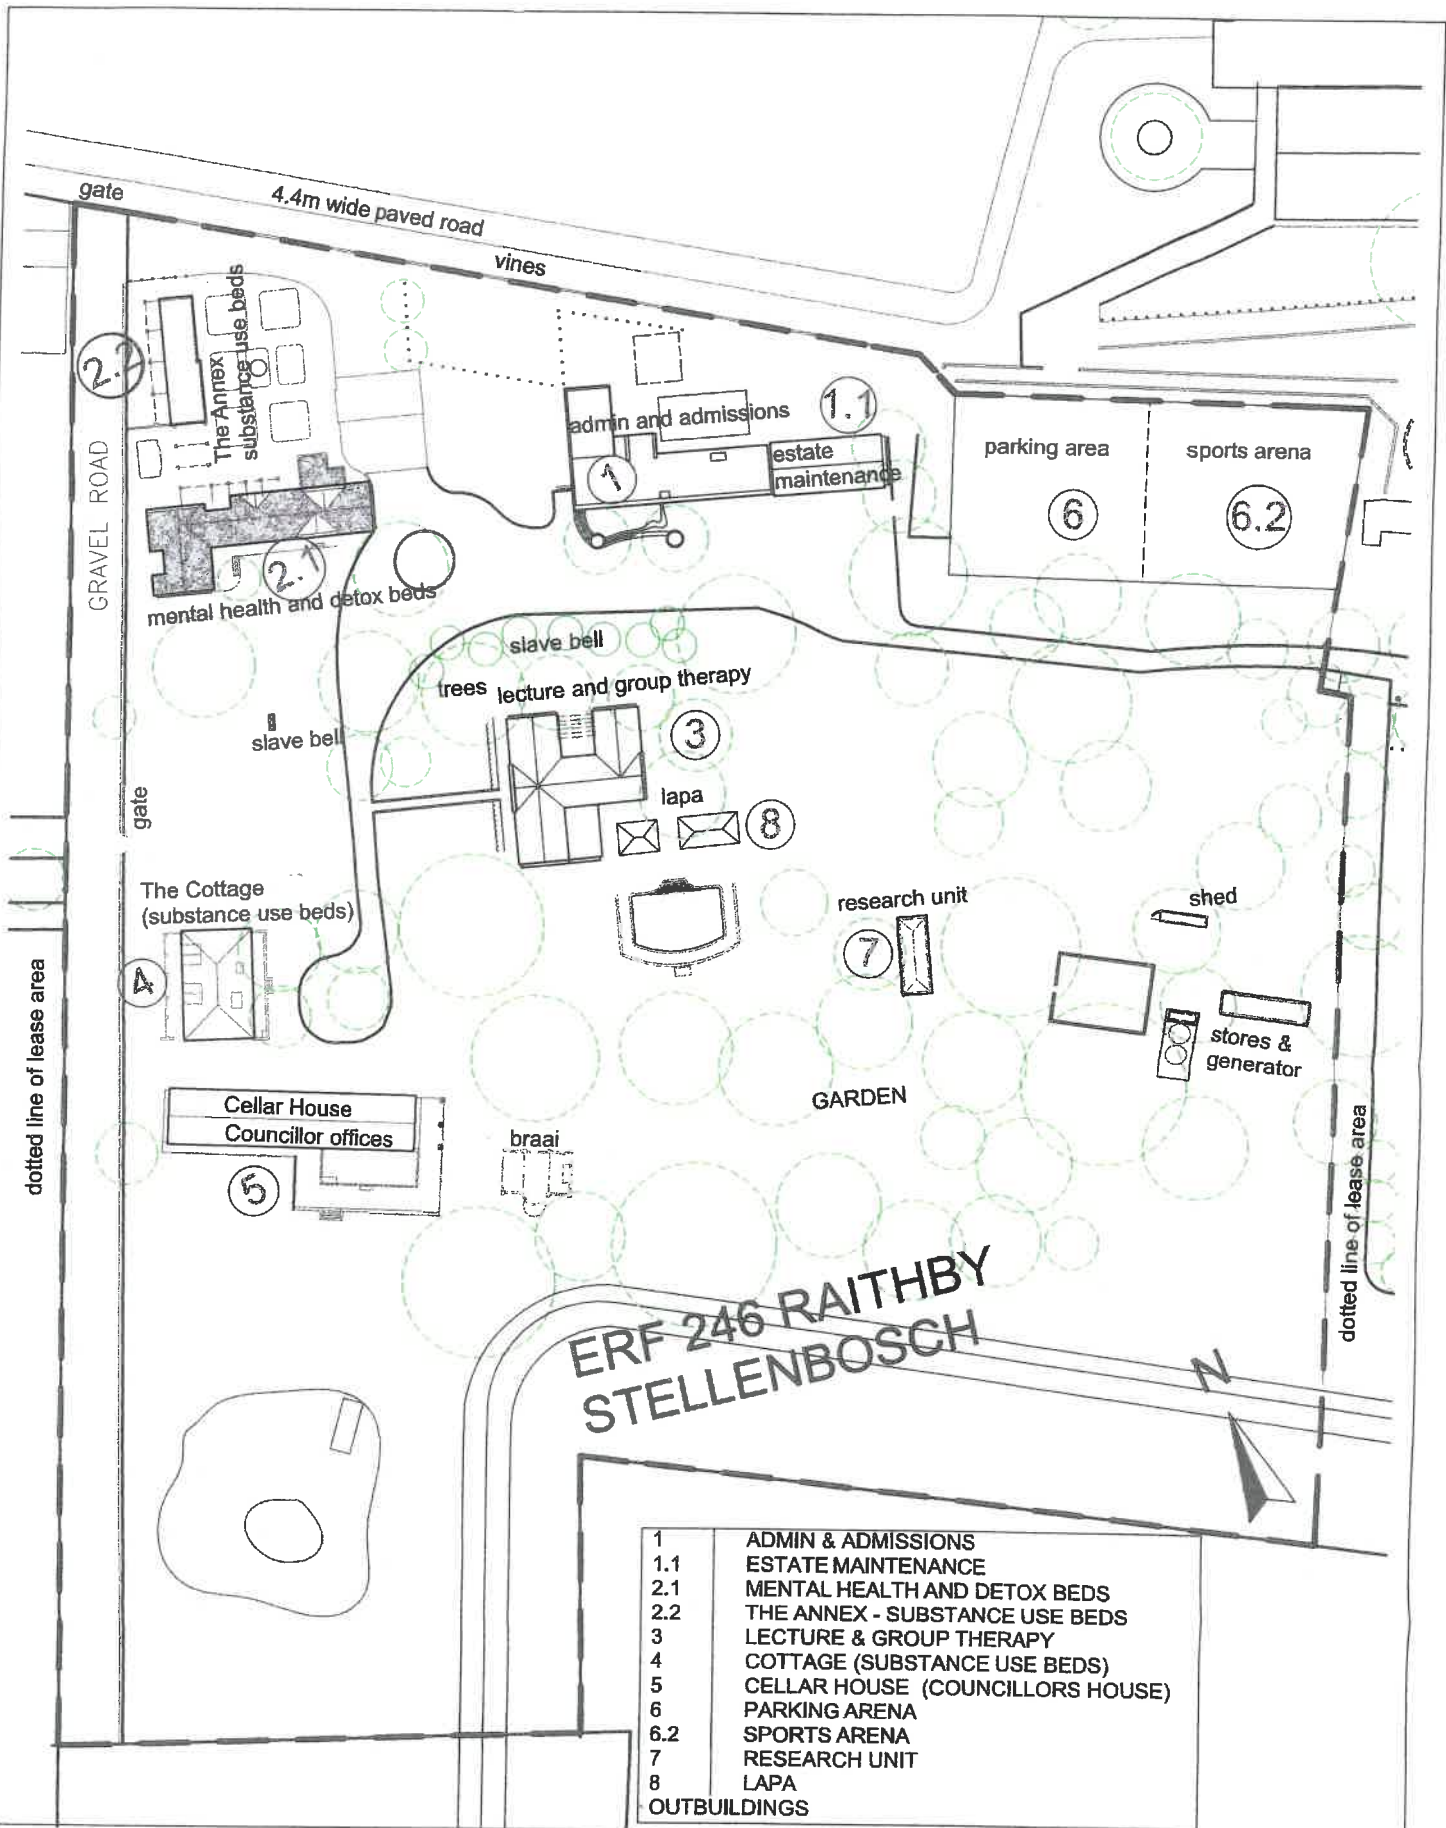 gate
4.4m wide paved road
vines
2.2
The Annex
substance use beds
GRAVEL ROAD
admin and admissions
1.1
1
estate
maintenance
parking area
sports arena
6
6.2
2.1
mental health and detox beds
slave bell
trees
lecture and group therapy
3
slave bell
lapa
8
gate
The Cottage
(substance use beds)
4
research unit
7
shed
stores &
generator
dotted line of lease area
Cellar House
Councillor offices
5
braai
GARDEN
dotted line of lease area
ERF 246 RAITHBY
STELLENBOSCH
N
1 ADMIN & ADMISSIONS
1.1 ESTATE MAINTENANCE
2.1 MENTAL HEALTH AND DETOX BEDS
2.2 THE ANNEX - SUBSTANCE USE BEDS
3 LECTURE & GROUP THERAPY
4 COTTAGE (SUBSTANCE USE BEDS)
5 CELLAR HOUSE (COUNCILLORS HOUSE)
6 PARKING ARENA
6.2 SPORTS ARENA
7 RESEARCH UNIT
8 LAPA
OUTBUILDINGS